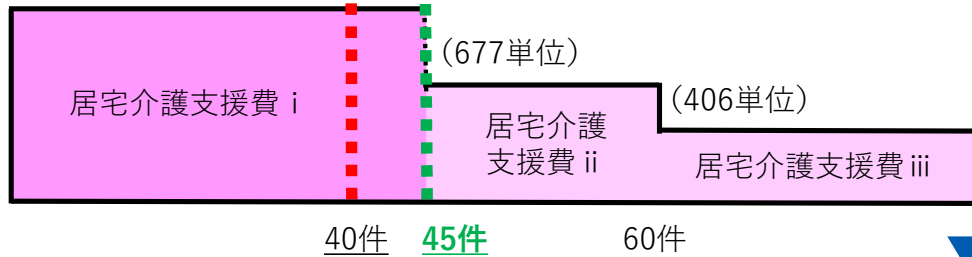 (677単位)
居宅介護支援費ⅰ
(406単位)
居宅介護
支援費ⅱ
居宅介護支援費ⅲ
40件
45件
60件